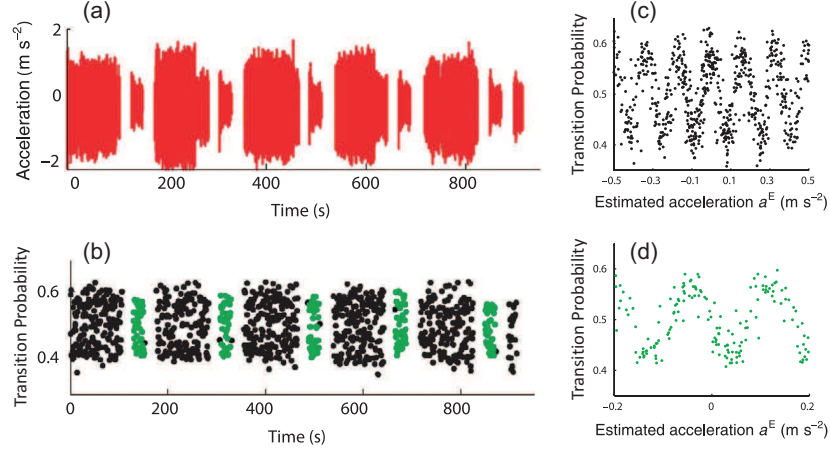 (a)
Acceleration (m s⁻²)
2
0
−2
0 200 400 600 800
Time (s)
(b)
Transition Probability
0.6
0.4
0 200 400 600 800
Time (s)
(c)
Transition Probability
0.6
0.5
0.4
−0.5 −0.3 −0.1 0.1 0.3 0.5
Estimated acceleration aᴱ (m s⁻²)
(d)
Transition Probability
0.6
0.5
0.4
−0.2 0 0.2
Estimated acceleration aᴱ (m s⁻²)